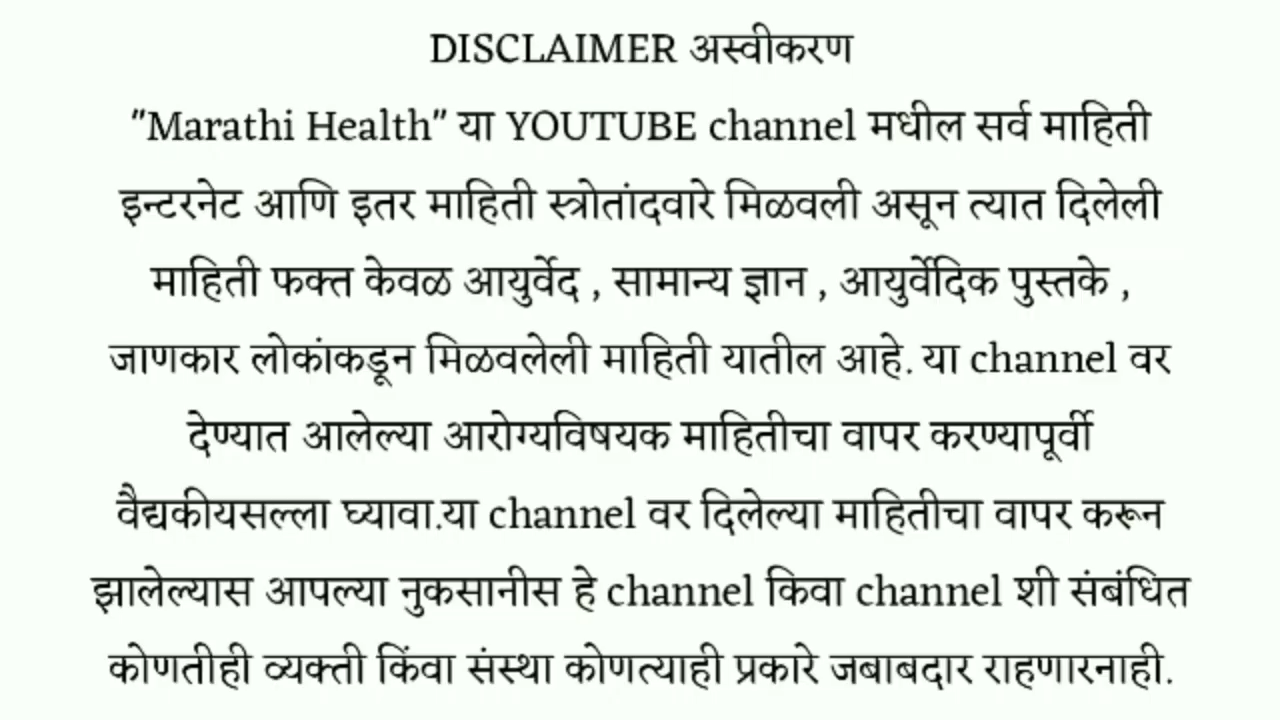 DISCLAIMER अस्वीकरण
"Marathi Health" या YOUTUBE channel मधील सर्व माहिती
इन्टरनेट आणि इतर माहिती स्त्रोतांदवारे मिळवली असून त्यात दिलेली
माहिती फक्त केवळ आयुर्वेद , सामान्य ज्ञान , आयुर्वेदिक पुस्तके ,
जाणकार लोकांकडून मिळवलेली माहिती यातील आहे. या channel वर
देण्यात आलेल्या आरोग्यविषयक माहितीचा वापर करण्यापूर्वी
वैद्यकीयसल्ला घ्यावा.या channel वर दिलेल्या माहितीचा वापर करून
झालेल्यास आपल्या नुकसानीस हे channel किवा channel शी संबंधित
कोणतीही व्यक्ती किंवा संस्था कोणत्याही प्रकारे जबाबदार राहणारनाही.